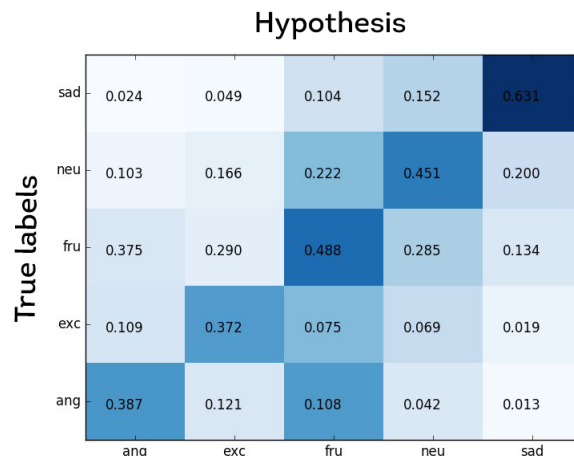 Hypothesis
True labels
sad 0.024 0.049 0.104 0.152 0.631
neu 0.103 0.166 0.222 0.451 0.200
fru 0.375 0.290 0.488 0.285 0.134
exc 0.109 0.372 0.075 0.069 0.019
ang 0.387 0.121 0.108 0.042 0.013
ang exc fru neu sad